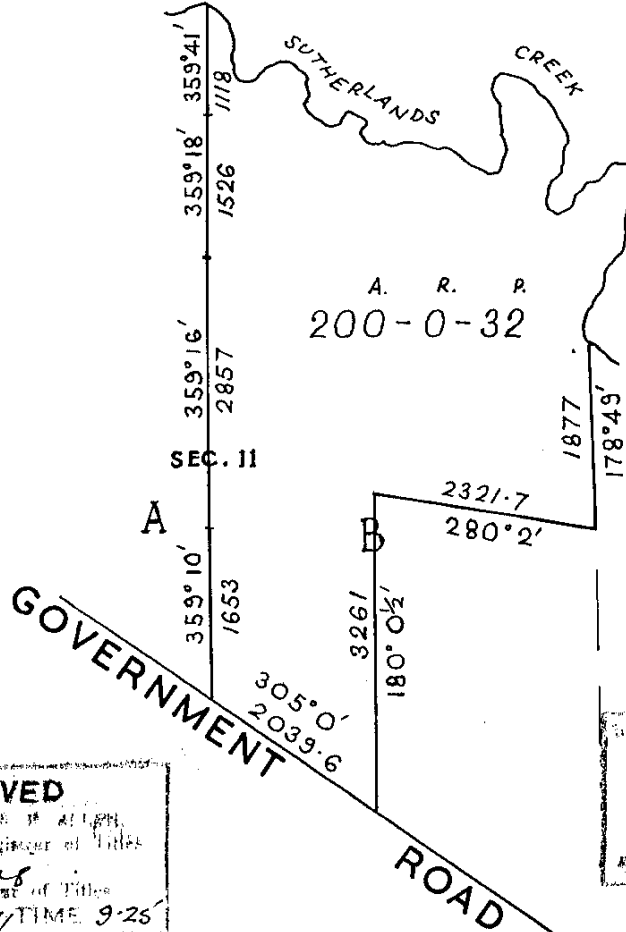 359°41'
1118
SUTHERLANDS CREEK
359°18'
1526
A. R. P.
200-0-32
359°16'
2857
1877
178°49'
SEC. 11
2321.7
280°2'
A
B
359°10'
1653
3261
180°0½'
305°0'
2039.6
GOVERNMENT ROAD
VED
of Titles
of Titles
TIME 9.25